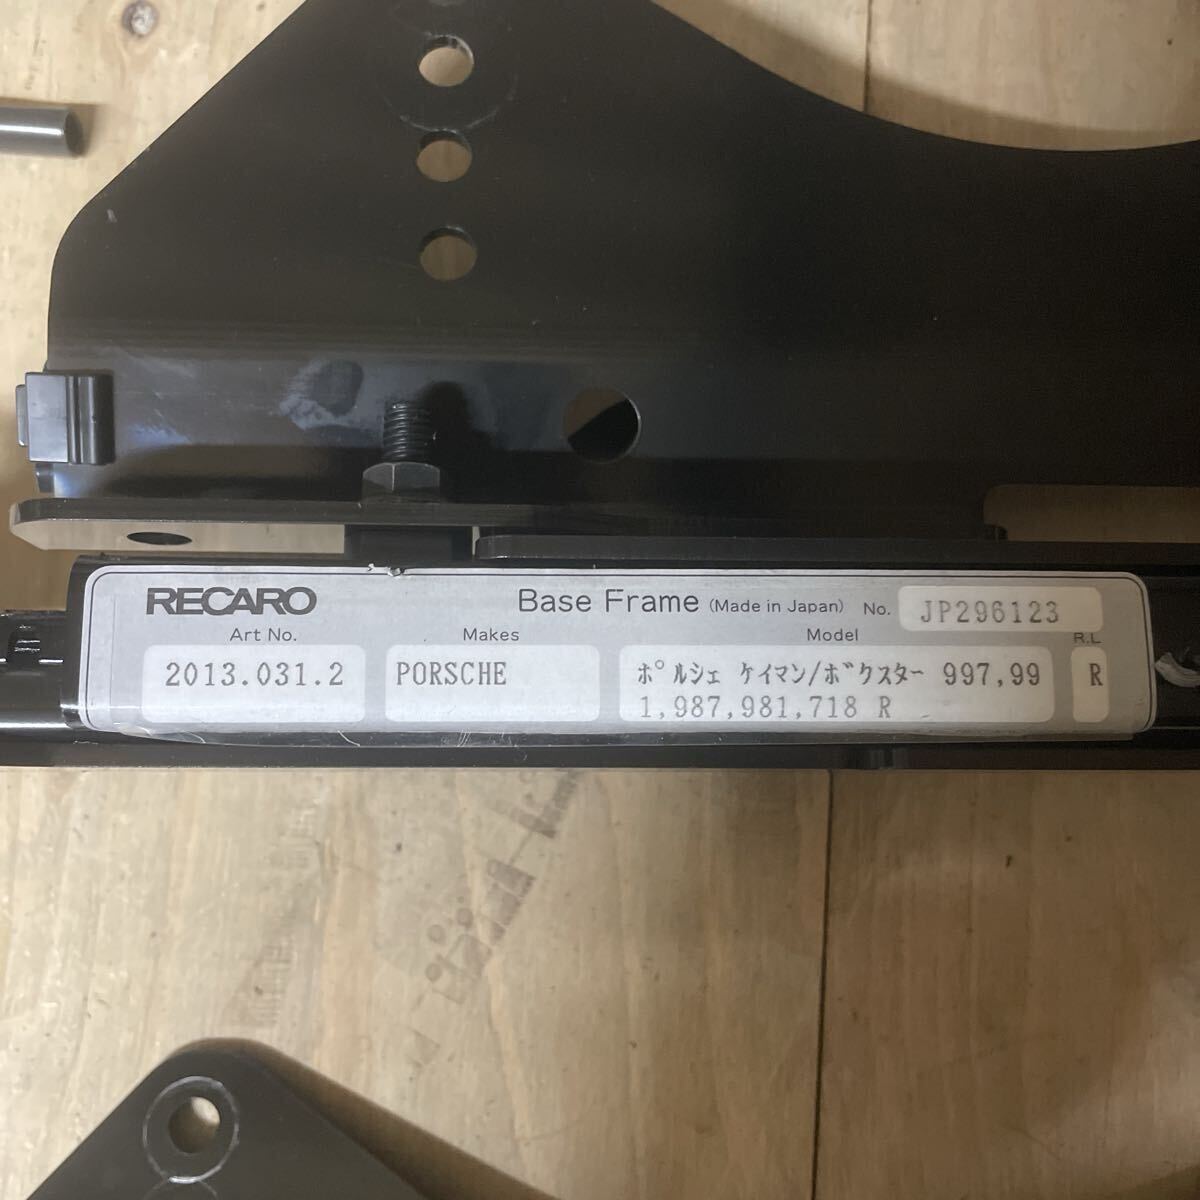 RECARO Base Frame (Made in Japan) No. JP296123
Art No. Makes Model R.L
2013.031.2 PORSCHE ﾎﾟﾙｼｪ ｹｲﾏﾝ/ﾎﾞｸｽﾀｰ 997,99 R
1,987,981,718 R